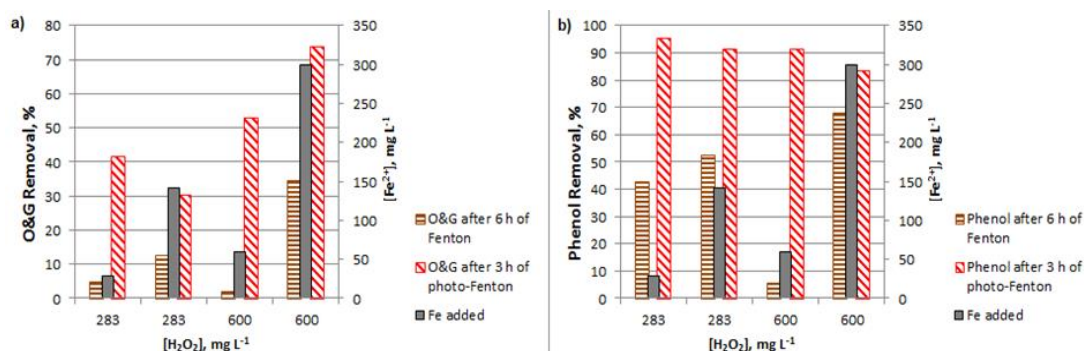 a)
80
70
60
50
40
30
20
10
0
O&G Removal, %
350
300
250
200
150
100
50
0
[Fe²⁺], mg L⁻¹
283 283 600 600
[H₂O₂], mg L⁻¹
O&G after 6 h of
Fenton
O&G after 3 h of
photo-Fenton
Fe added
b)
100
90
80
70
60
50
40
30
20
10
0
Phenol Removal, %
350
300
250
200
150
100
50
0
[Fe²⁺], mg L⁻¹
283 283 600 600
[H₂O₂], mg L⁻¹
Phenol after 6 h of
Fenton
Phenol after 3 h of
photo-Fenton
Fe added